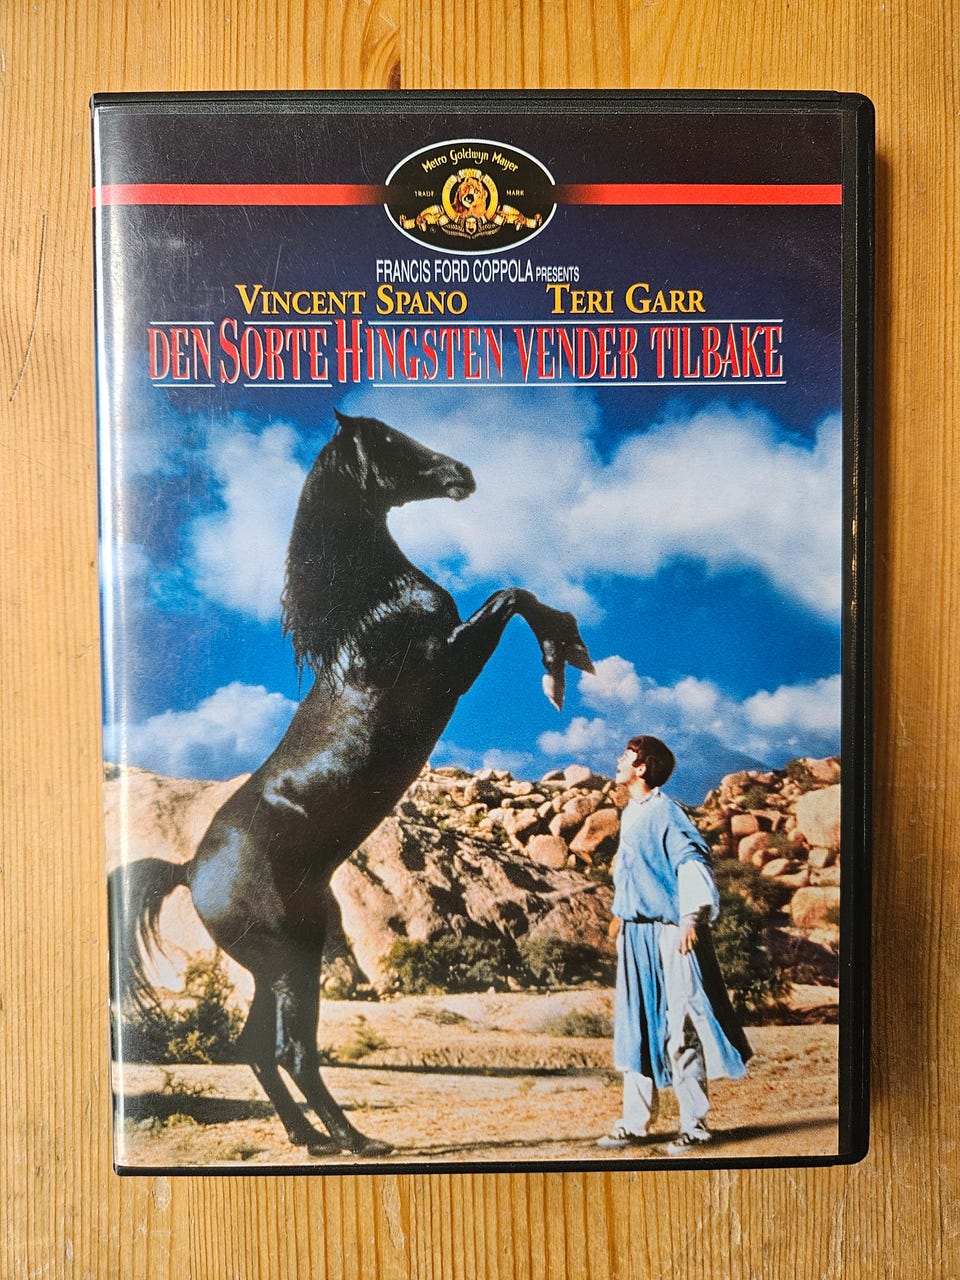 Metro Goldwyn Mayer
TRADE MARK
FRANCIS FORD COPPOLA PRESENTS
VINCENT SPANO TERI GARR
DEN SORTE HINGSTEN VENDER TILBAKE